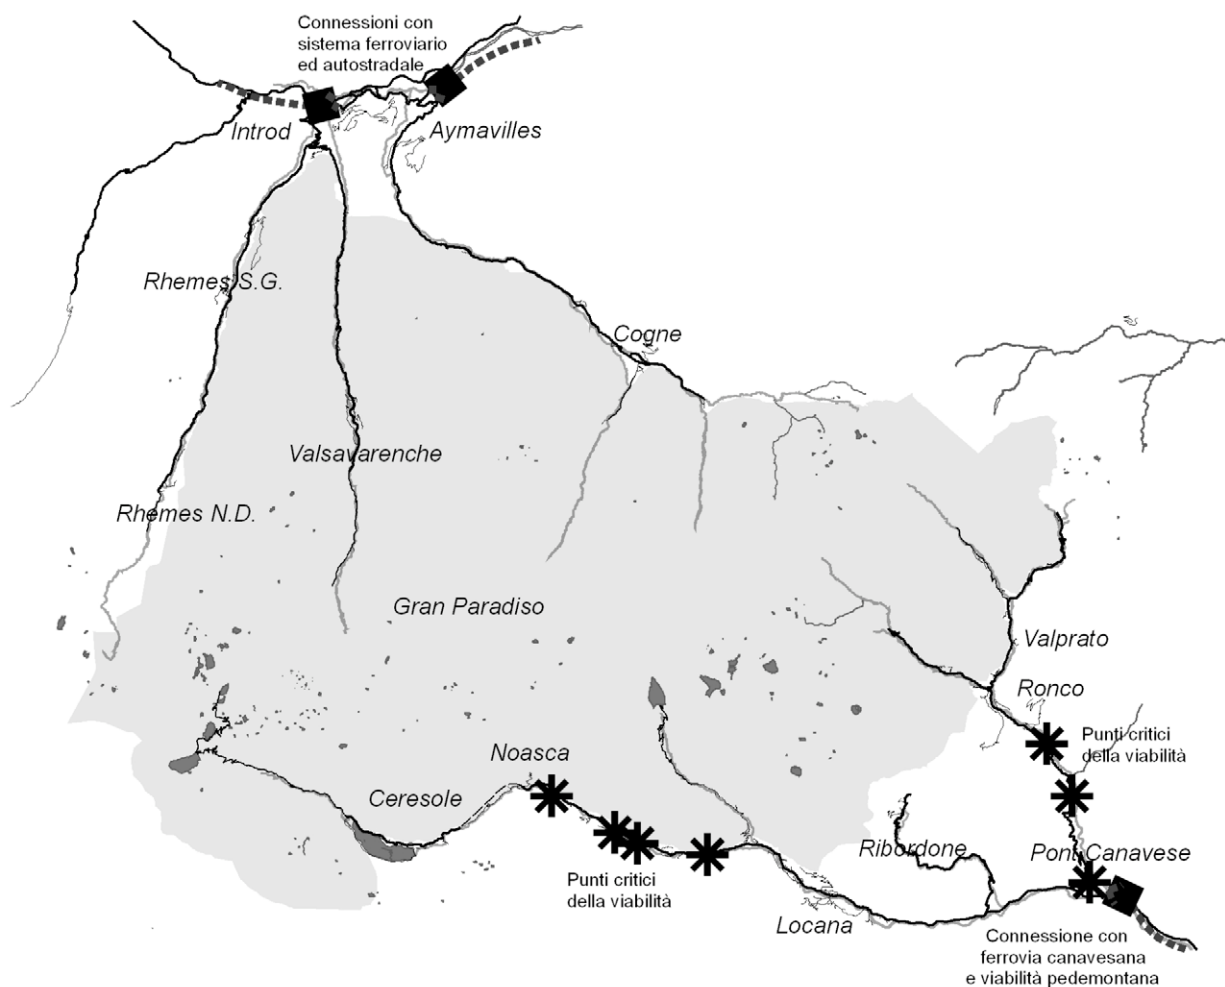 Connessioni con
sistema ferroviario
ed autostradale
Introd
Aymavilles
Rhemes S.G.
Cogne
Valsavarenche
Rhemes N.D.
Gran Paradiso
Valprato
Ronco
Punti critici
della viabilità
Noasca
Ceresole
Ribordone
Pont Canavese
Punti critici
della viabilità
Locana
Connessione con
ferrovia canavesana
e viabilità pedemontana